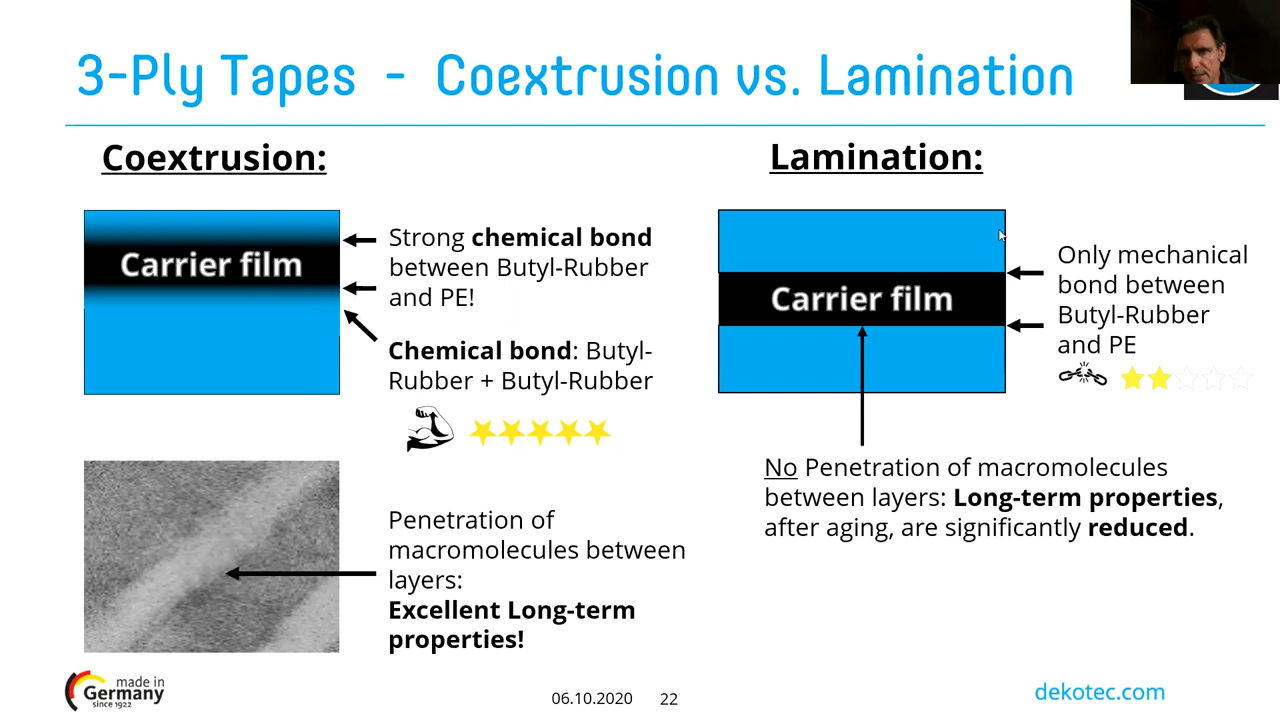 3-Ply Tapes - Coextrusion vs. Lamination
Coextrusion:
Carrier film
Strong chemical bond
between Butyl-Rubber
and PE!
Chemical bond: Butyl-
Rubber + Butyl-Rubber
Penetration of
macromolecules between
layers:
Excellent Long-term
properties!
Lamination:
Carrier film
Only mechanical
bond between
Butyl-Rubber
and PE
No Penetration of macromolecules
between layers: Long-term properties,
after aging, are significantly reduced.
made in
Germany
since 1922
06.10.2020
22
dekotec.com